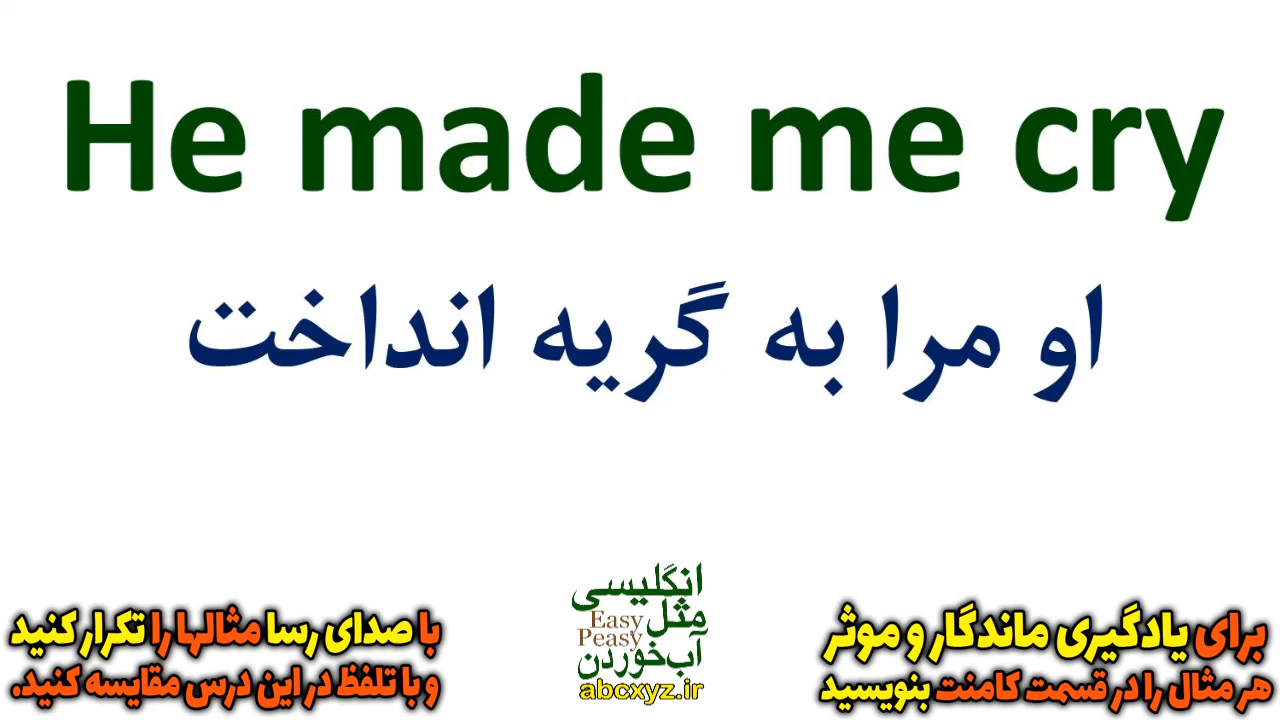 He made me cry
او مرا به گریه انداخت
انگلیسی
مثل Easy
Peasy
آب‌خوردن
abcxyz.ir
با صدای رسا مثالها را تکرار کنید
و با تلفظ در این درس مقایسه کنید.
برای یادگیری ماندگار و موثر
هر مثال را در قسمت کامنت بنویسید